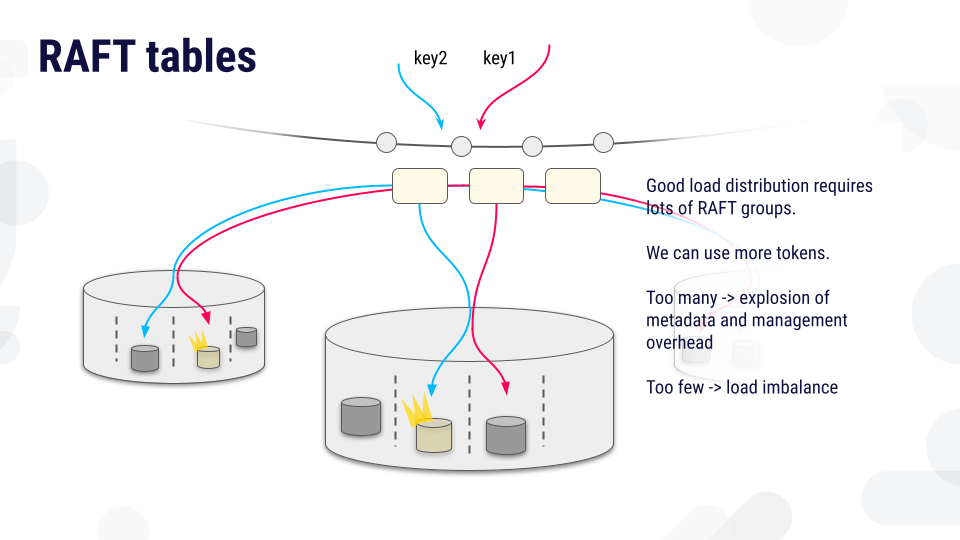 RAFT tables
key2
key1
Good load distribution requires
lots of RAFT groups.
We can use more tokens.
Too many -> explosion of
metadata and management
overhead
Too few -> load imbalance